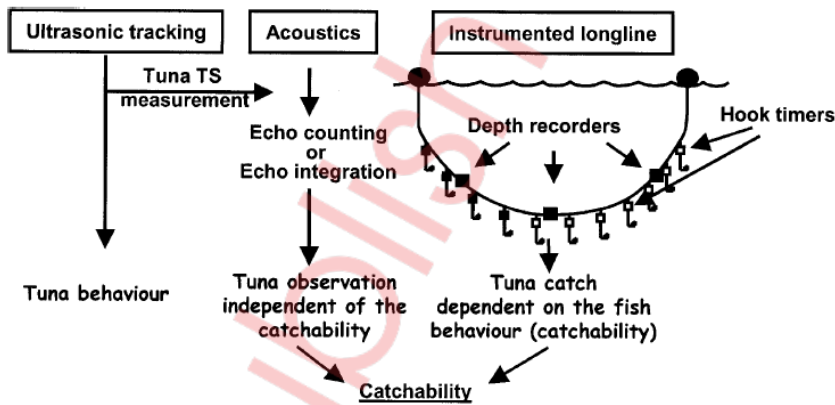 Ultrasonic tracking
Acoustics
Instrumented longline
Tuna TS
measurement
Echo counting
or
Echo integration
Depth recorders
Hook timers
Tuna behaviour
Tuna observation
independent of the
catchability
Tuna catch
dependent on the fish
behaviour (catchability)
Catchability